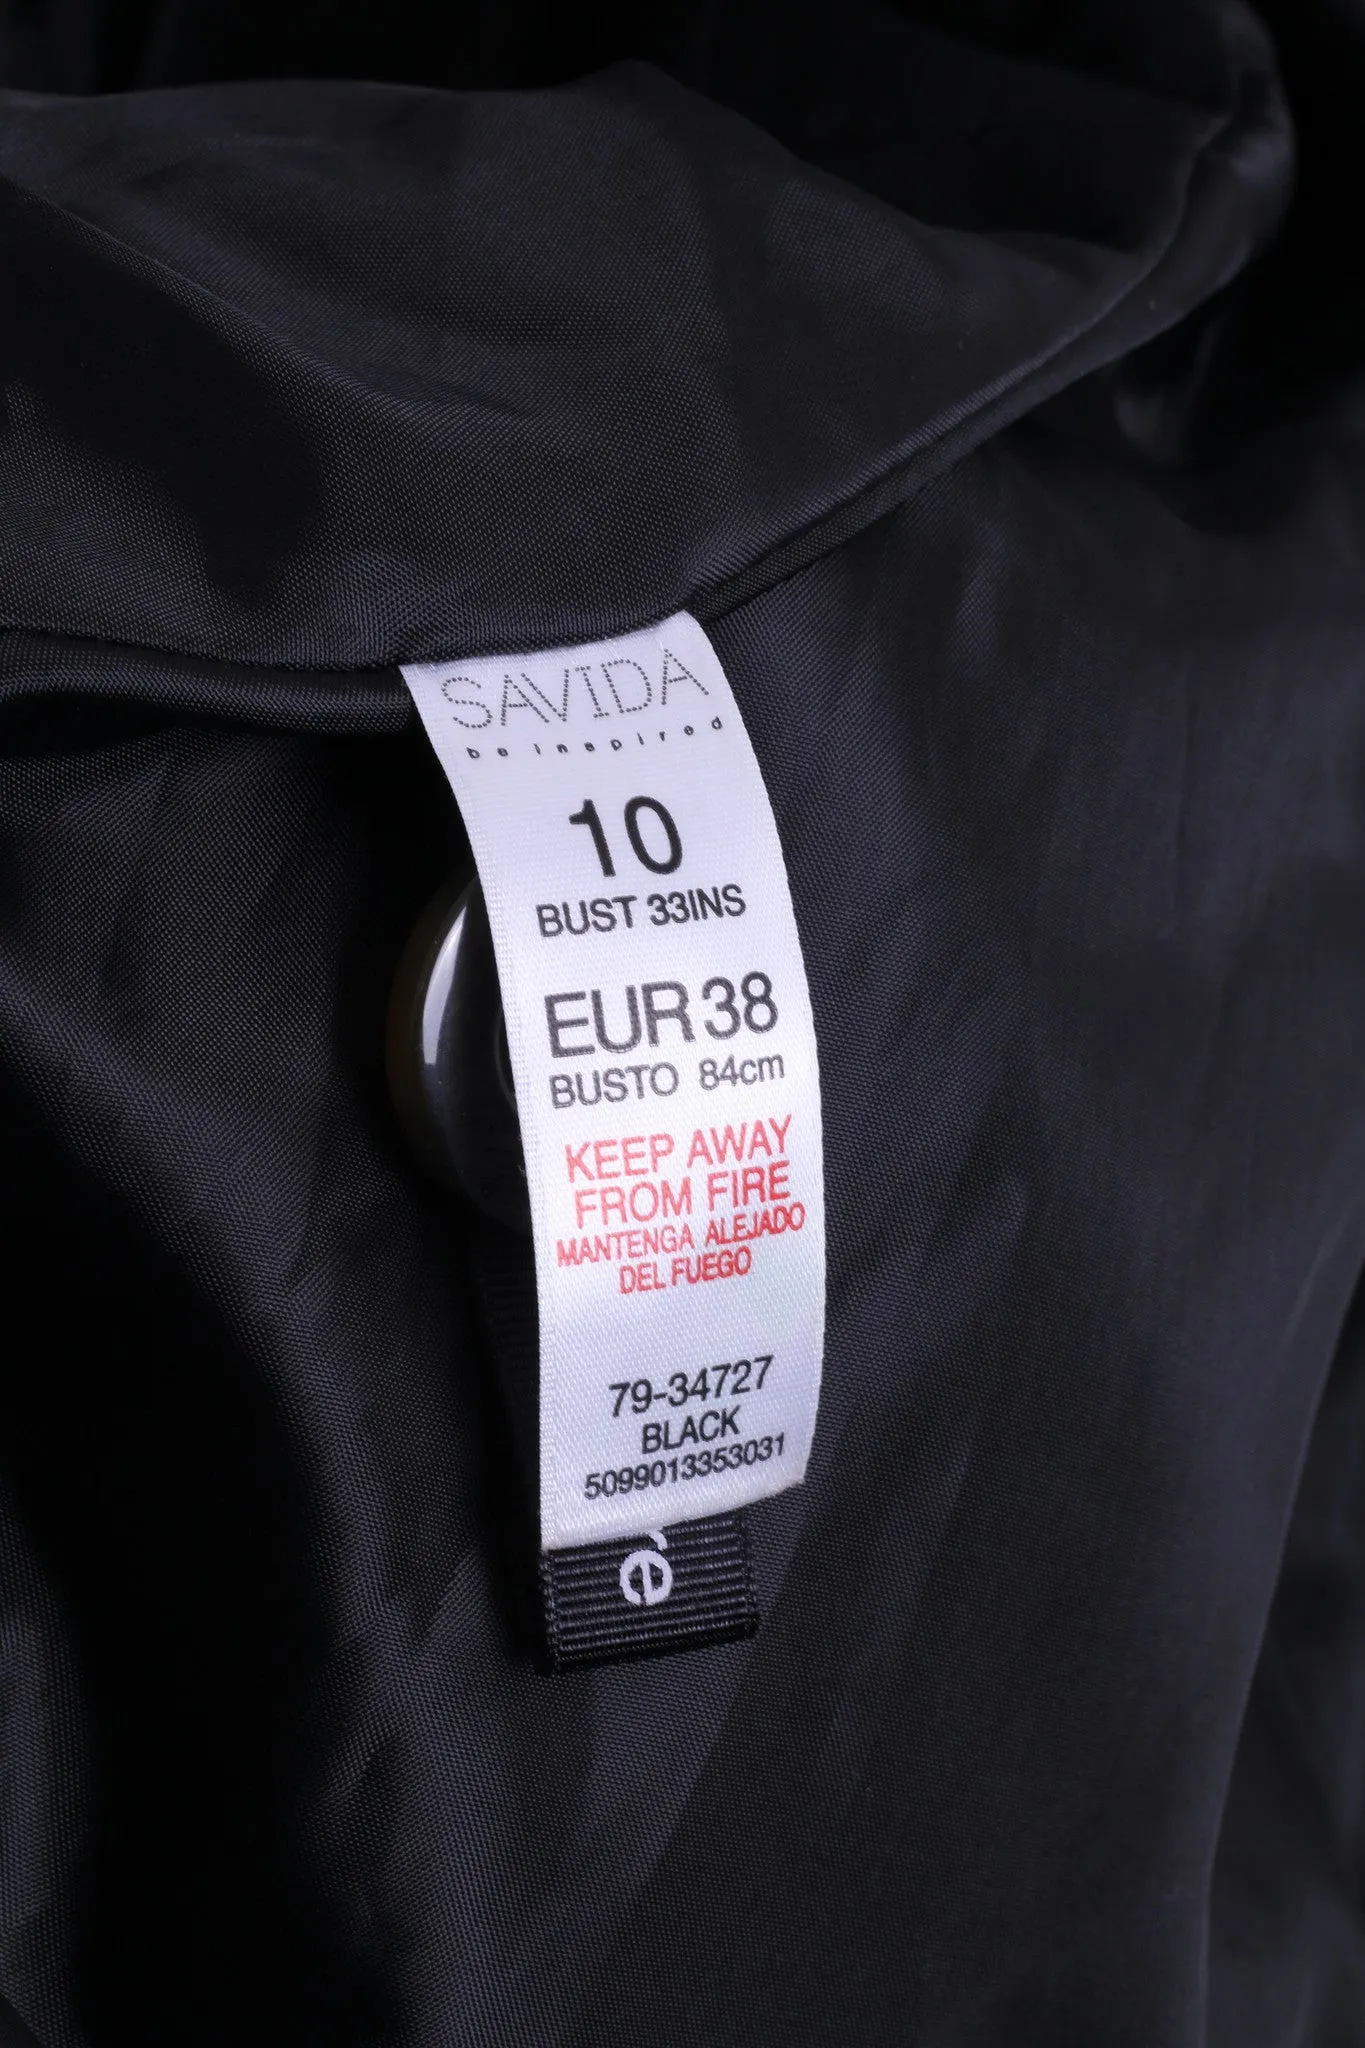 SAVIDA
be inspired
10
BUST 33INS
EUR 38
BUSTO 84cm
KEEP AWAY
FROM FIRE
MANTENGA ALEJADO
DEL FUEGO
79-34727
BLACK
5099013353031
re